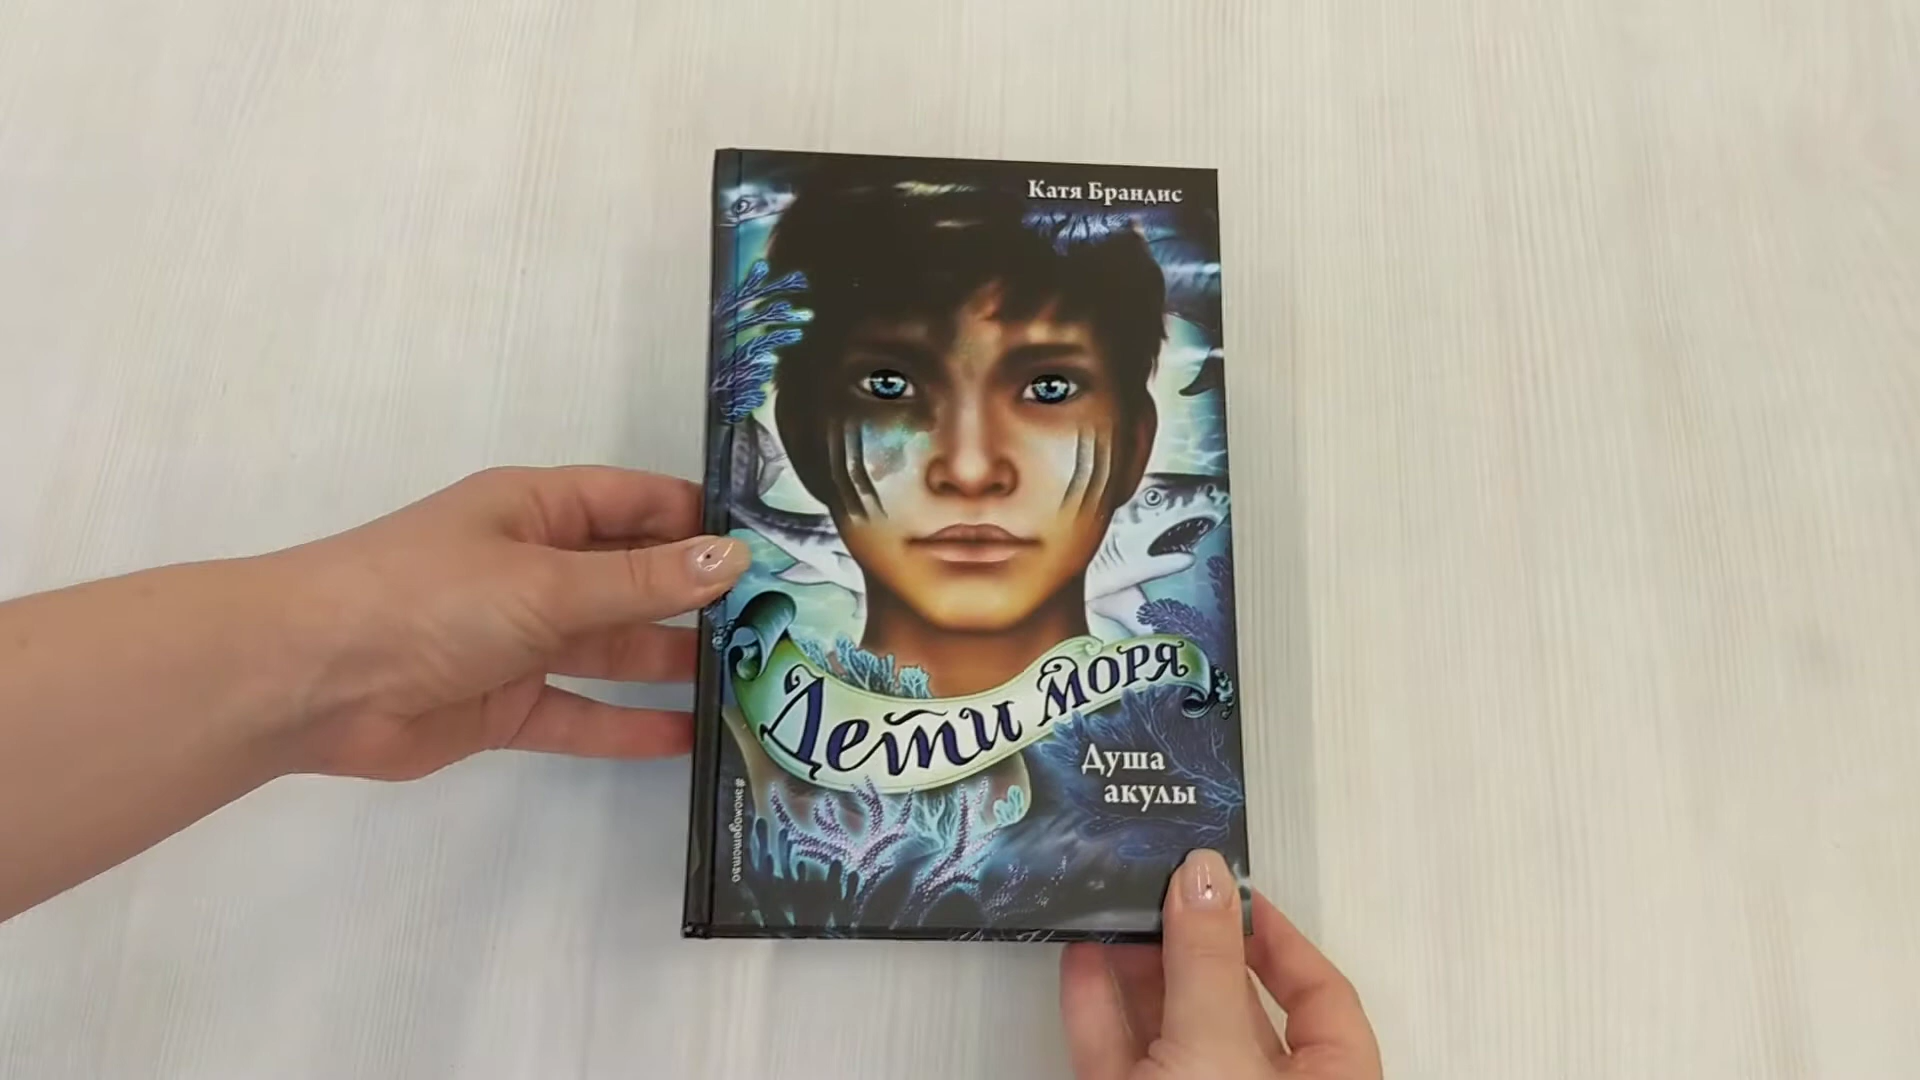 Катя Брандис
Дети моря
Душа
акулы
#эксмодетство